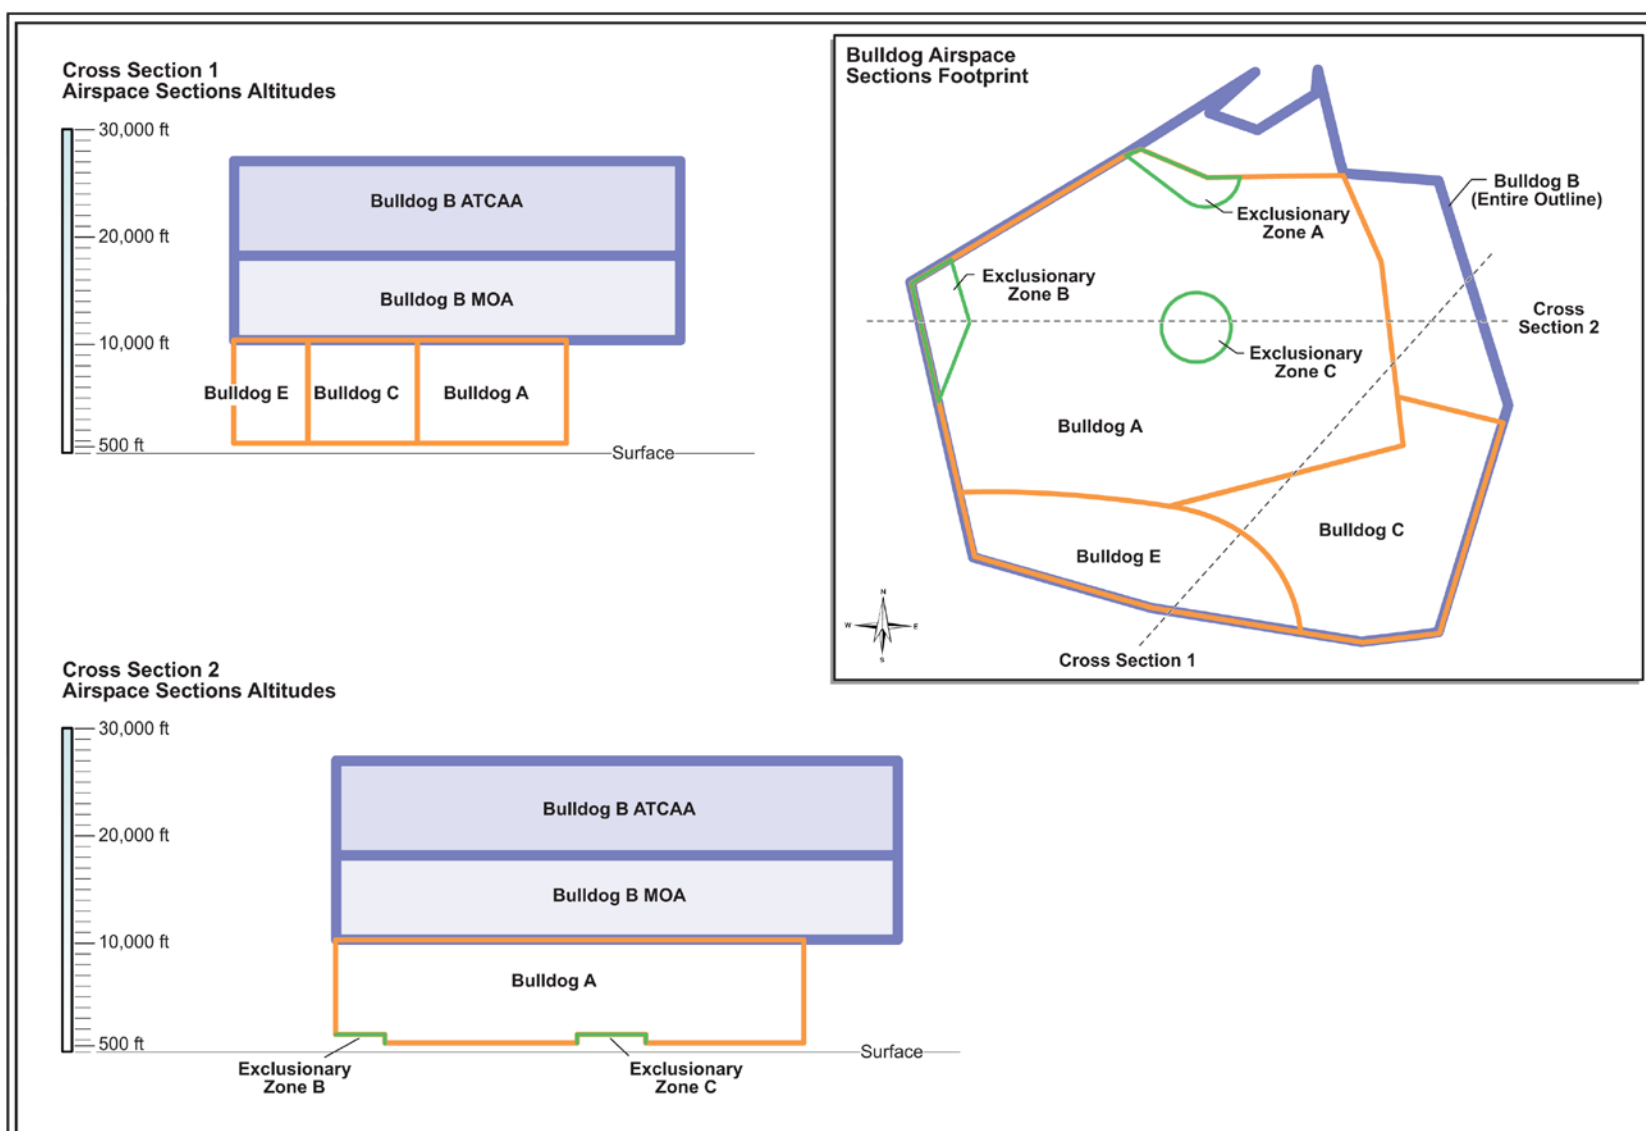 Cross Section 1
Airspace Sections Altitudes
30,000 ft
20,000 ft
10,000 ft
500 ft
Bulldog B ATCAA
Bulldog B MOA
Bulldog E
Bulldog C
Bulldog A
Surface
Bulldog Airspace
Sections Footprint
Bulldog B
(Entire Outline)
Exclusionary
Zone A
Exclusionary
Zone B
Cross
Section 2
Exclusionary
Zone C
Bulldog A
Bulldog C
Bulldog E
N
W
E
S
Cross Section 1
Cross Section 2
Airspace Sections Altitudes
30,000 ft
20,000 ft
10,000 ft
500 ft
Bulldog B ATCAA
Bulldog B MOA
Bulldog A
Surface
Exclusionary
Zone B
Exclusionary
Zone C